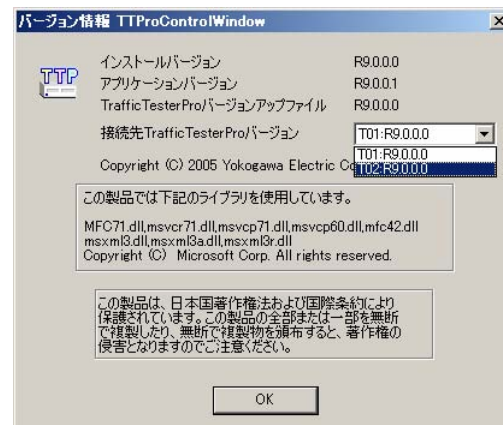 バージョン情報 TTProControlWindow
TTP
インストールバージョン R9.0.0.0
アプリケーションバージョン R9.0.0.1
TrafficTesterProバージョンアップファイル R9.0.0.0
接続先TrafficTesterProバージョン T01:R9.0.0.0
T01:R9.0.0.0
T02:R9.0.0.0
Copyright (C) 2005 Yokogawa Electric
この製品では下記のライブラリを使用しています。
MFC71.dll,msvcr71.dll,msvcp71.dll,msvcp60.dll,mfc42.dll
msxml3.dll,msxml3a.dll,msxml3r.dll
Copyright (C) Microsoft Corp. All rights reserved.
この製品は、日本国著作権法および国際条約により
保護されています。この製品の全部または一部を無断
で複製したり、無断で複製物を頒布すると、著作権の
侵害となりますのでご注意ください。
OK